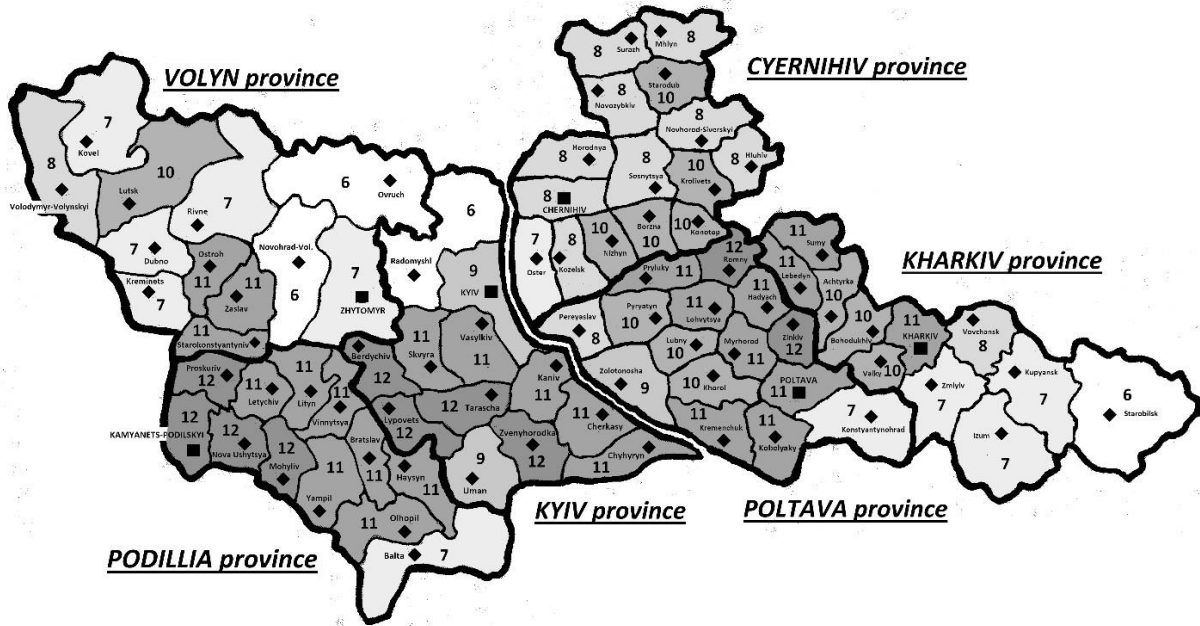 VOLYN province
CYERNIHIV province
KHARKIV province
POLTAVA province
KYIV province
PODILLIA province
7
Kovel
8
Volodymyr-Volynskyi
10
Lutsk
7
Rivne
7
Dubno
Kreminets
7
Ostroh
11
11
Zaslav
11
Starokonstyantyniv
Novohrad-Vol.
6
6
Ovruch
7
ZHYTOMYR
6
Radomyshl
9
KYIV
11
Skvyra
Vasylkiv
11
Berdychiv
12
Lypovets
12
12
Tarascha
Kaniv
11
11
Cherkasy
Zvenyhorodka
12
Chyhyryn
11
9
Uman
Proskuriv
12
11
Letychiv
11
Lityn
11
Vinnytsa
12
KAMYANETS-PODILSKYI
12
Nova Ushytsya
12
Mohyliv
11
Yampil
Bratslav
11
Haysyn
11
11
Olhopil
Balta
7
8
Surazh
Mhlyn
8
8
Novozybkiv
Starodub
10
8
Novhorod-Siverskyi
Horodnya
8
8
Sosnytsya
10
Krolivets
8
Hluhiv
8
CHERNIHIV
7
Oster
8
Kozelsk
10
Nizhyn
Borzna
10
10
Konotop
Pryluky
11
12
Romny
Pyryatyn
10
11
Lohvytsya
11
Hadyach
Pereyaslav
8
Lubny
10
Myrhorod
11
Zinkiv
12
Zolotonosha
9
10
Khorol
POLTAVA
11
11
Kremenchuk
11
Kobolyaky
7
Konstyantynohrad
11
Sumy
11
Lebedyn
Achtyrka
10
10
Bohodukhiv
11
KHARKIV
Valky
10
Vovchansk
8
Zmiyiv
7
Kupyansk
7
Izum
7
6
Starobilsk